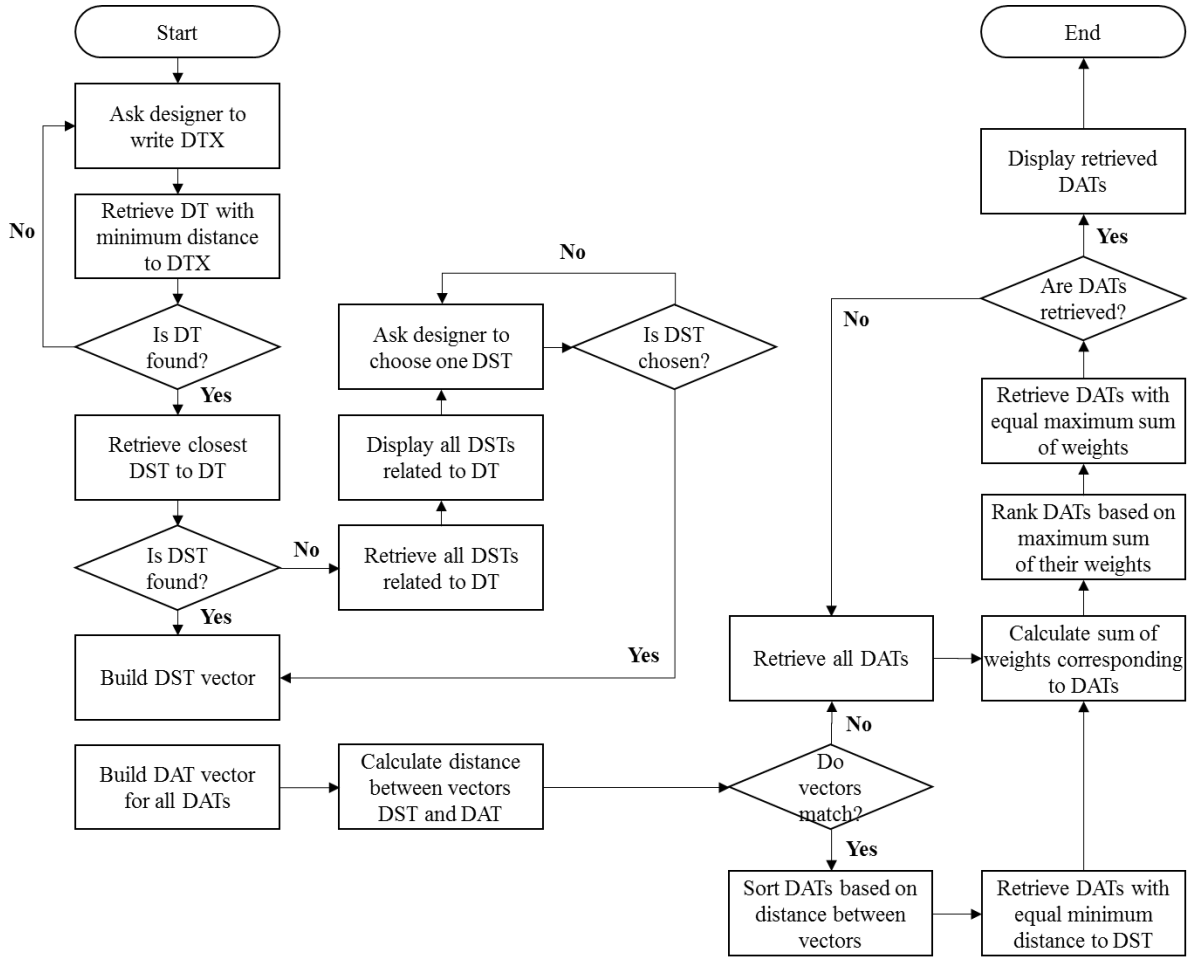 Start
Ask designer to
write DTX
Retrieve DT with
minimum distance
to DTX
No
Is DT
found?
Yes
Retrieve closest
DST to DT
Is DST
found?
No
Yes
Build DST vector
Retrieve all DSTs
related to DT
Display all DSTs
related to DT
Ask designer to
choose one DST
No
Is DST
chosen?
Yes
Build DAT vector
for all DATs
Calculate distance
between vectors
DST and DAT
Do
vectors
match?
No
Yes
Retrieve all DATs
Sort DATs based on
distance between
vectors
Retrieve DATs with
equal minimum
distance to DST
Calculate sum of
weights corresponding
to DATs
Rank DATs based on
maximum sum
of their weights
Retrieve DATs with
equal maximum sum
of weights
Are DATs
retrieved?
No
Yes
Display retrieved
DATs
End